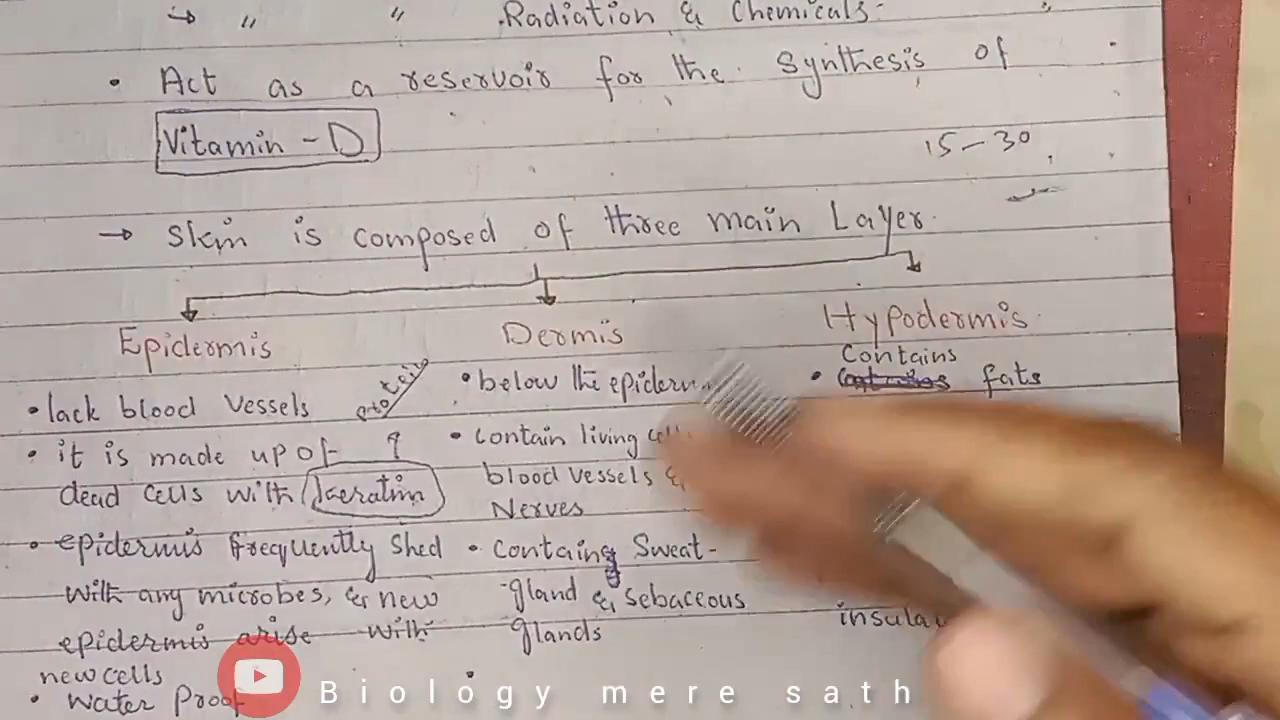 → " " Radiation & Chemicals-
• Act as a reservoir for the synthesis of
Vitamin - D
15-30
→ Skin is composed of three main Layer.
Epidermis
• lack blood vessels
protein
• it is made up of
dead cells with keratin
• epidermis frequently shed
with any microbes, & new
epidermis arise with
new cells
• Water Proof
Dermis
• below the
• contain living
blood vessels &
Nerves
• Contains Sweat-
gland & sebaceous
glands
Hypodermis
Contains
• fats
Biology mere sath